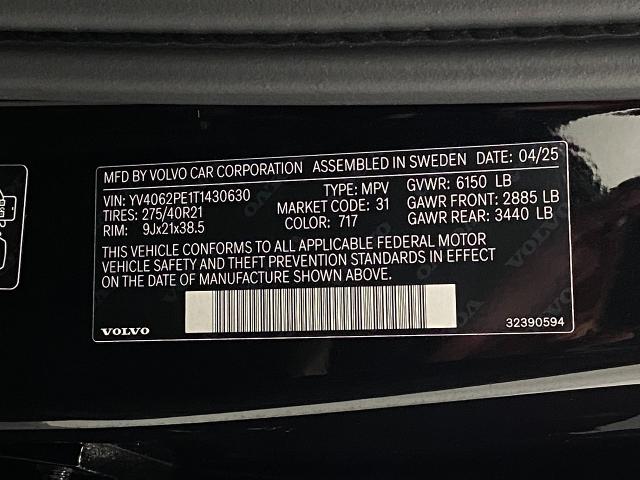 MFD BY VOLVO CAR CORPORATION ASSEMBLED IN SWEDEN DATE: 04/25
VIN: YV4062PE1T1430630 TYPE: MPV GVWR: 6150 LB
TIRES: 275/40R21 MARKET CODE: 31 GAWR FRONT: 2885 LB
RIM: 9Jx21x38.5 COLOR: 717 GAWR REAR: 3440 LB
THIS VEHICLE CONFORMS TO ALL APPLICABLE FEDERAL MOTOR
VEHICLE SAFETY AND THEFT PREVENTION STANDARDS IN EFFECT
ON THE DATE OF MANUFACTURE SHOWN ABOVE.
VOLVO 32390594